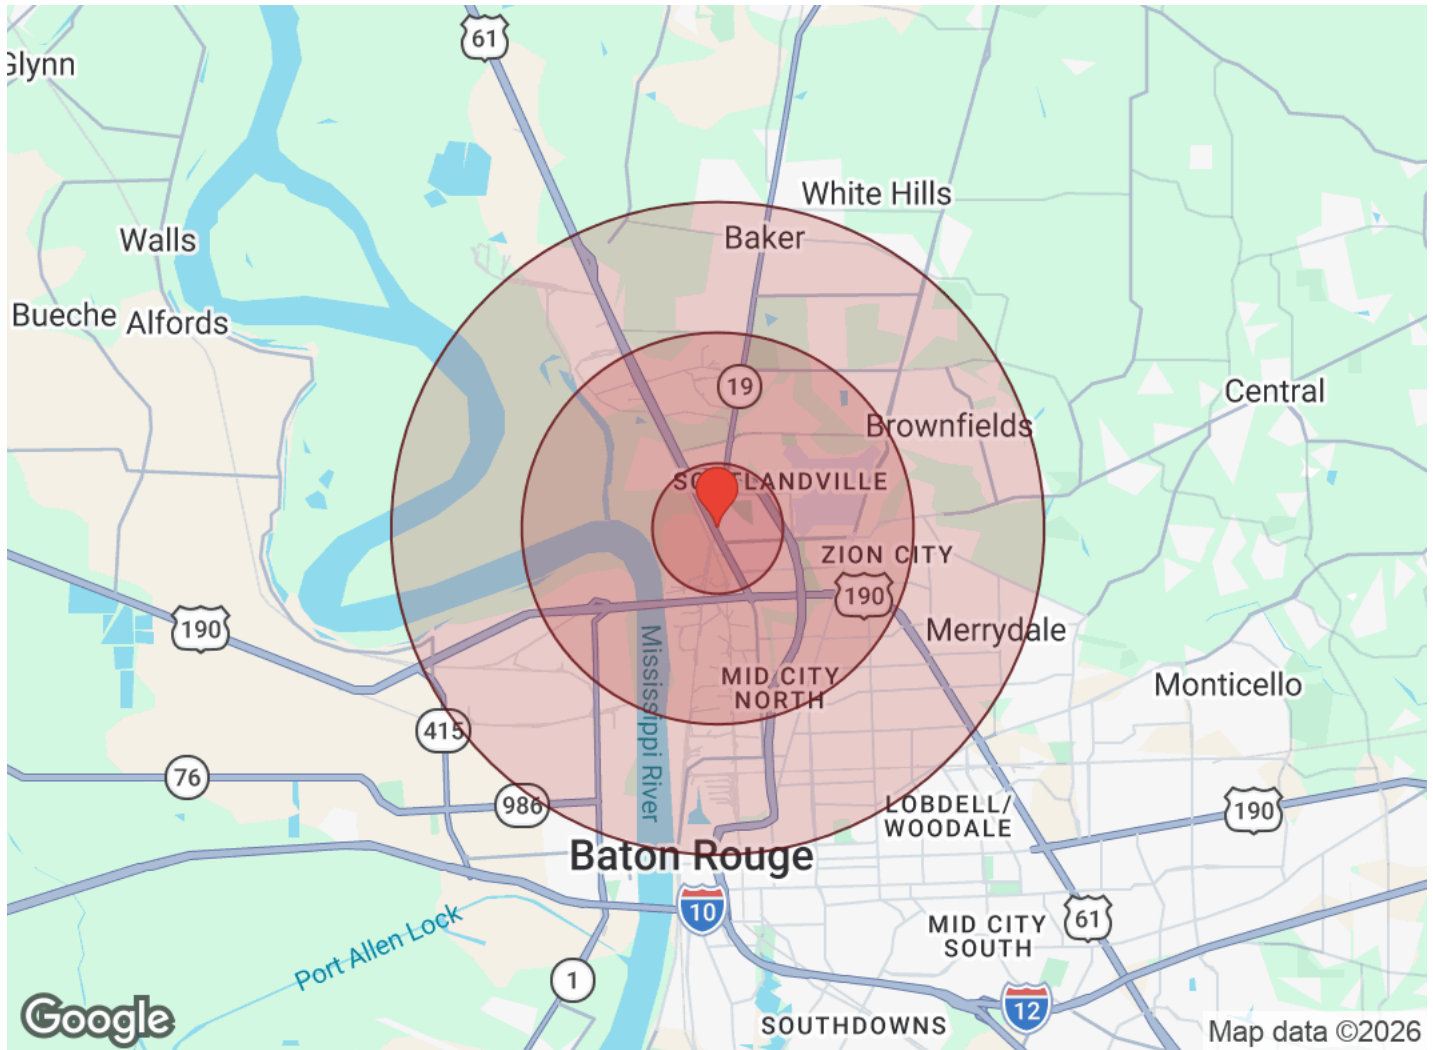 61
Glynn
White Hills
Baker
Walls
Bueche
Alfords
19
Central
Brownfields
SCOTLANDVILLE
ZION CITY
190
190
Merrydale
MID CITY
NORTH
Monticello
Mississippi River
415
76
986
LOBDELL/
WOODALE
190
Baton Rouge
10
61
MID CITY
SOUTH
Port Allen Lock
1
12
SOUTHDOWNS
Google
Map data ©2026